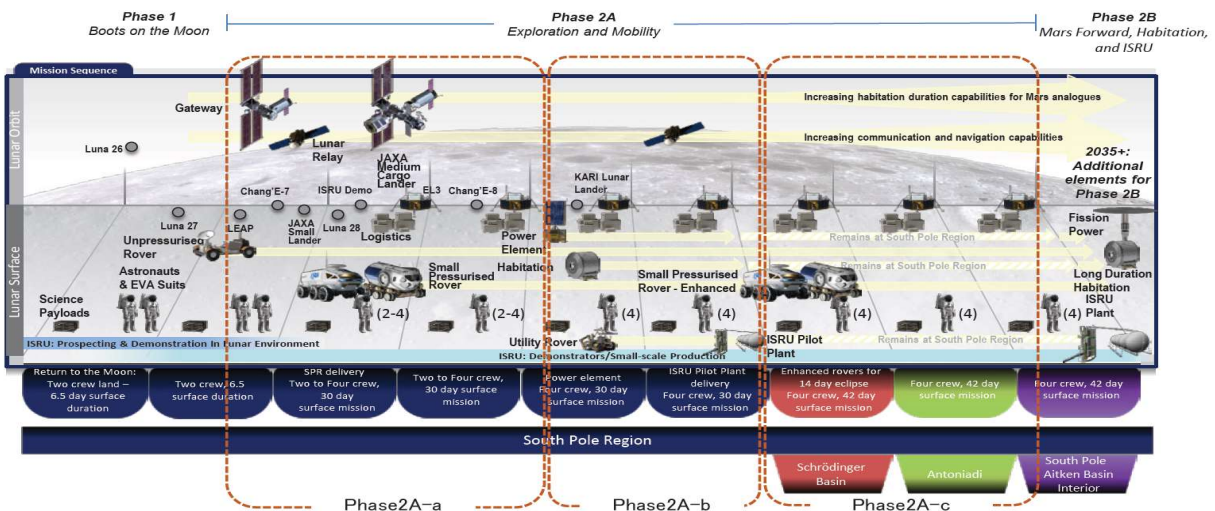 Phase 1
Boots on the Moon
Phase 2A
Exploration and Mobility
Phase 2B
Mars Forward, Habitation,
and ISRU
Mission Sequence
Lunar Orbit
Gateway
Increasing habitation duration capabilities for Mars analogues
Luna 26
Lunar
Relay
Increasing communication and navigation capabilities
2035+:
Additional
elements for
Phase 2B
JAXA
Medium
Cargo
Lander
Chang'E-7
ISRU Demo
EL3
Chang'E-8
KARI Lunar
Lander
Lunar Surface
Luna 27
LEAP
JAXA
Small
Lander
Luna 28
Logistics
Unpressurised
Rover
Power
Element
Remains at South Pole Region
Fission
Power
Astronauts
& EVA Suits
Small
Pressurised
Rover
Habitation
Small Pressurised
Rover - Enhanced
Remains at South Pole Region
Long Duration
Habitation
Science
Payloads
(2-4)
(2-4)
(4)
(4)
(4)
(4)
(4)
ISRU
Plant
Utility Rover
ISRU Pilot
Plant
Remains at South Pole Region
ISRU: Prospecting & Demonstration In Lunar Environment
ISRU: Demonstrators/Small-scale Production
Return to the Moon:
Two crew land –
6.5 day surface
duration
Two crew, 6.5
surface duration
SPR delivery
Two to Four crew,
30 day
surface mission
Two to Four crew,
30 day surface
mission
Power element
Four crew, 30 day
surface mission
ISRU Pilot Plant
delivery
Four crew, 30 day
surface mission
Enhanced rovers for
14 day eclipse
Four crew, 42 day
surface mission
Four crew, 42 day
surface mission
Four crew, 42 day
surface mission
South Pole Region
Schrödinger
Basin
Antoniadi
South Pole
Aitken Basin
Interior
Phase2A-a
Phase2A-b
Phase2A-c